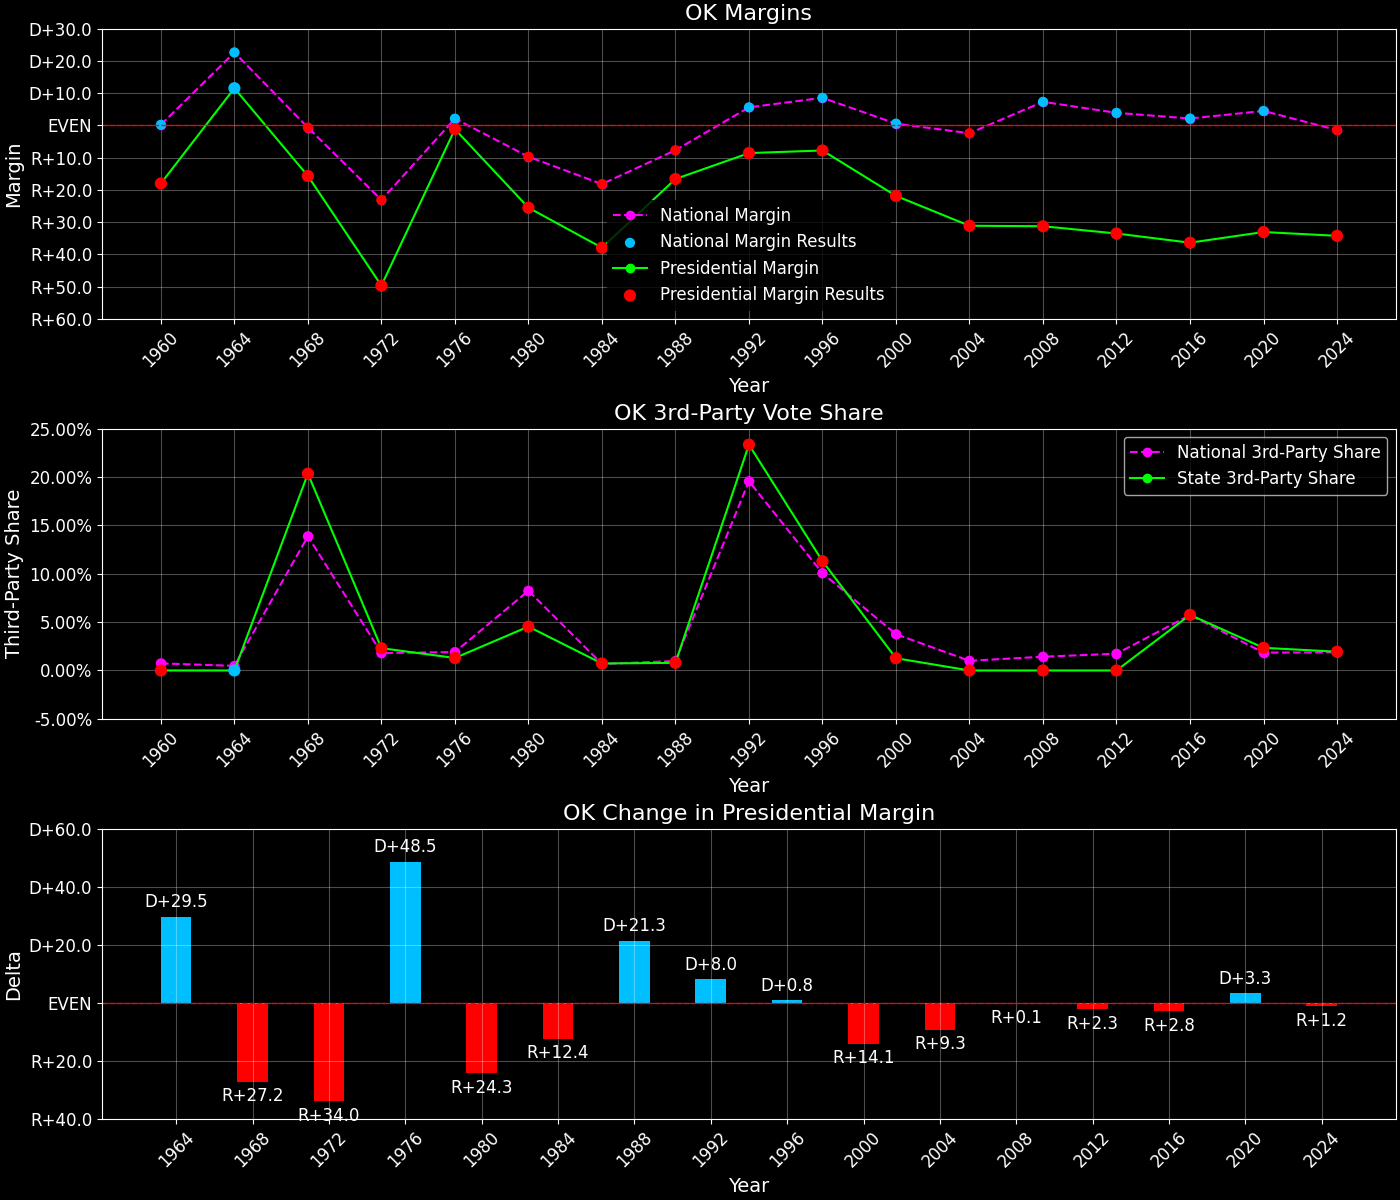 OK Margins
D+30.0
D+20.0
D+10.0
EVEN
R+10.0
R+20.0
R+30.0
R+40.0
R+50.0
R+60.0
Margin
National Margin
National Margin Results
Presidential Margin
Presidential Margin Results
1960 1964 1968 1972 1976 1980 1984 1988 1992 1996 2000 2004 2008 2012 2016 2020 2024
Year
OK 3rd-Party Vote Share
25.00%
20.00%
15.00%
10.00%
5.00%
0.00%
-5.00%
Third-Party Share
National 3rd-Party Share
State 3rd-Party Share
1960 1964 1968 1972 1976 1980 1984 1988 1992 1996 2000 2004 2008 2012 2016 2020 2024
Year
OK Change in Presidential Margin
D+60.0
D+40.0
D+20.0
EVEN
R+20.0
R+40.0
Delta
D+29.5
R+27.2
R+34.0
D+48.5
R+24.3
R+12.4
D+21.3
D+8.0
D+0.8
R+14.1
R+9.3
R+0.1
R+2.3
R+2.8
D+3.3
R+1.2
1964 1968 1972 1976 1980 1984 1988 1992 1996 2000 2004 2008 2012 2016 2020 2024
Year